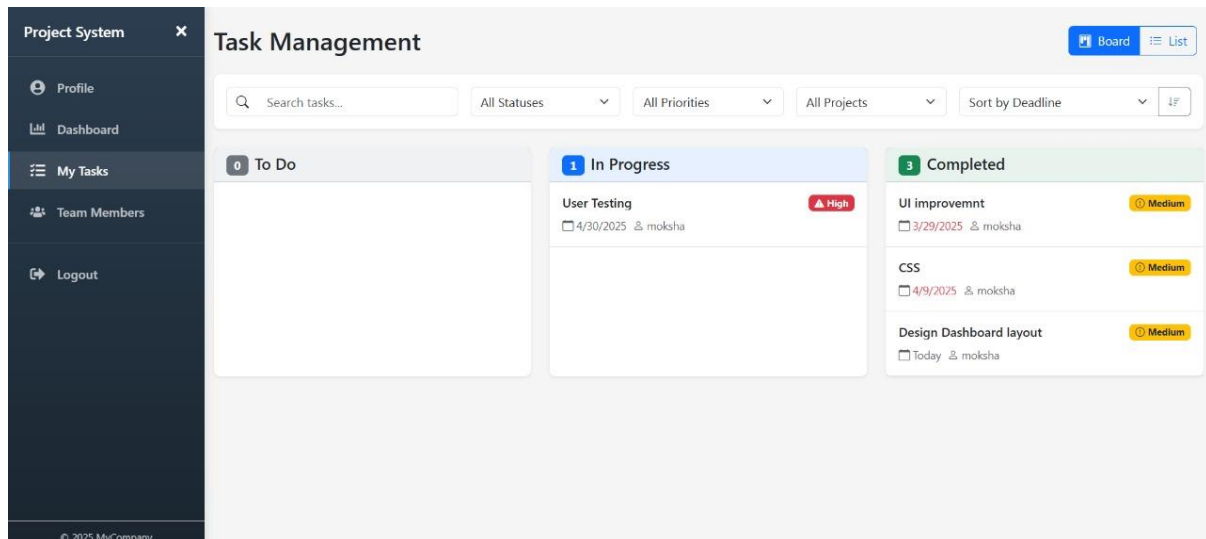 Project System
Profile
Dashboard
My Tasks
Team Members
Logout
© 2025 MyCompany
Task Management
Board
List
Search tasks...
All Statuses
All Priorities
All Projects
Sort by Deadline
0 To Do
1 In Progress
User Testing
High
4/30/2025 moksha
3 Completed
UI improvemnt
Medium
3/29/2025 moksha
CSS
Medium
4/9/2025 moksha
Design Dashboard layout
Medium
Today moksha